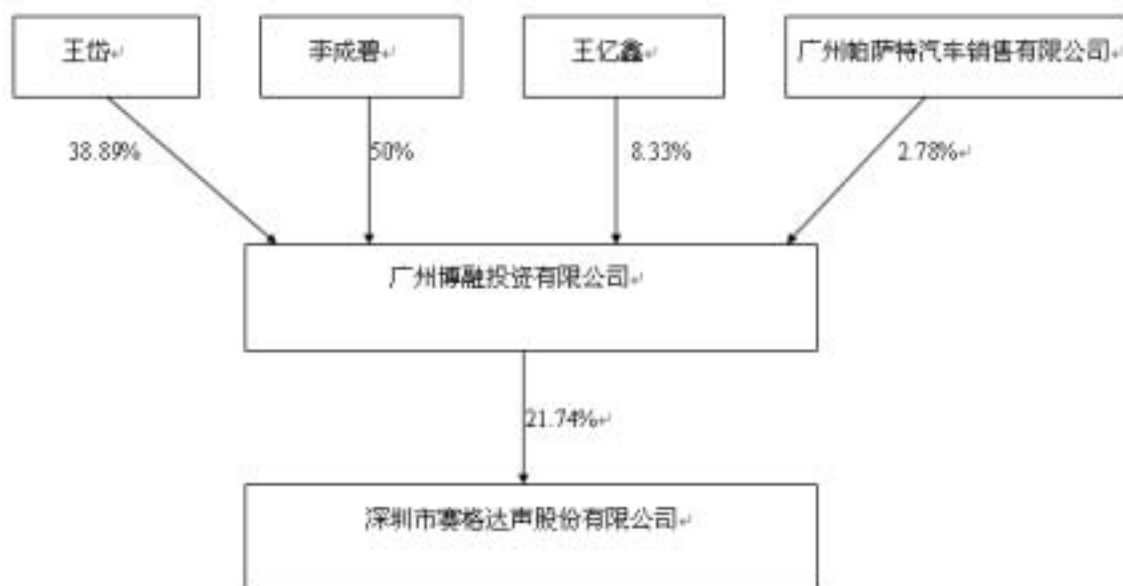 王岱
李成碧
王亿鑫
广州帕萨特汽车销售有限公司
38.89%
50%
8.33%
2.78%
广州博融投资有限公司
21.74%
深圳市赛格达声股份有限公司